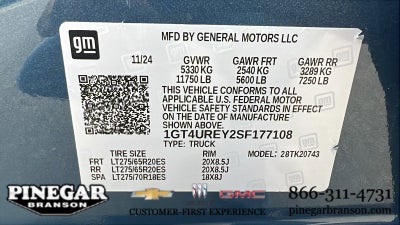 gm
MFD BY GENERAL MOTORS LLC
11/24 GVWR GAWR FRT GAWR RR
5330 KG 2540 KG 3289 KG
11750 LB 5600 LB 7250 LB
THIS VEHICLE CONFORMS TO ALL
APPLICABLE U.S. FEDERAL MOTOR
VEHICLE SAFETY STANDARDS IN EFFECT
ON THE DATE OF MANUFACTURE SHOWN ABOVE.
1GT4UREY2SF177108
TYPE: TRUCK MODEL: 28TK20743
TIRE SIZE RIM
FRT LT275/65R20ES 20X8.5J
RR LT275/65R20ES 20X8.5J
SPA LT275/70R18ES 18X8J
PINEGAR
BRANSON
GMC
CUSTOMER-FIRST EXPERIENCE
866-311-4731
pinegarbranson.com